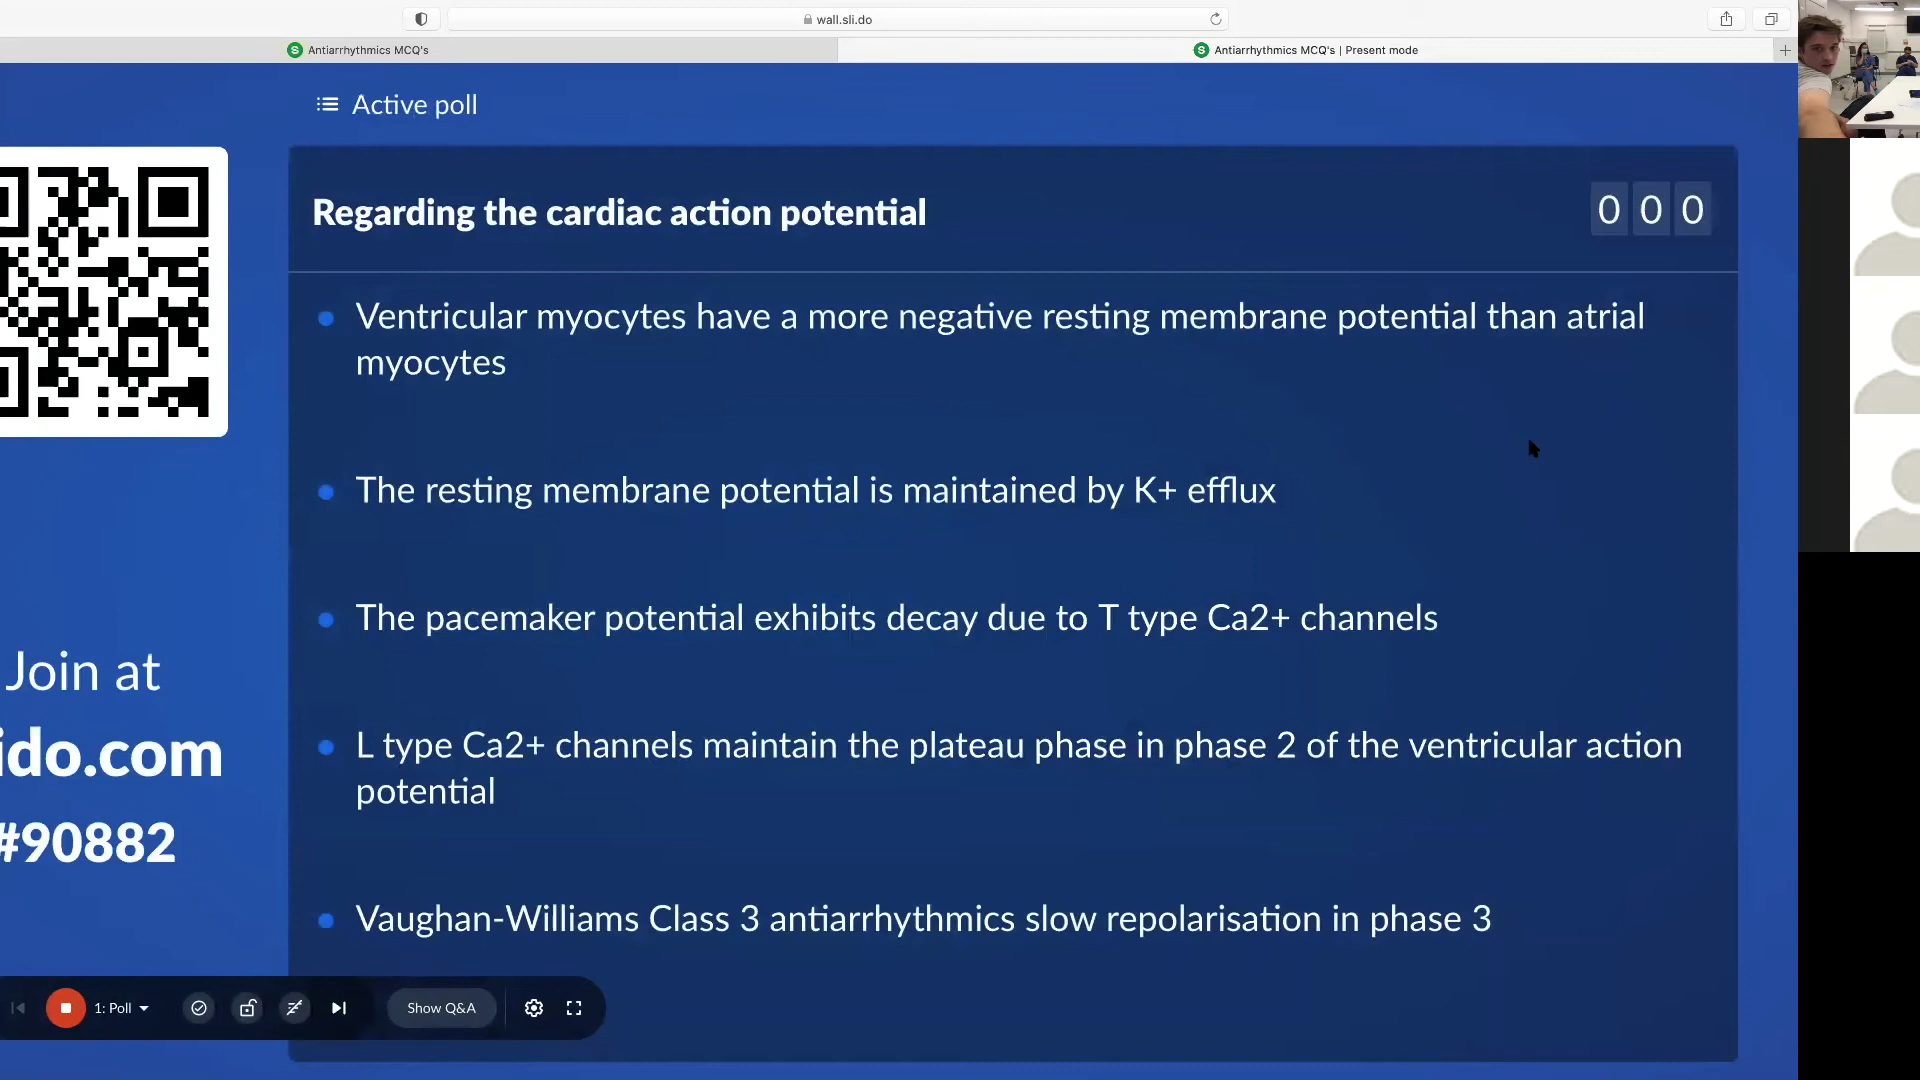 wall.sli.do
Antiarrhythmics MCQ's
Antiarrhythmics MCQ's | Present mode
Active poll
Regarding the cardiac action potential
0 0 0
Ventricular myocytes have a more negative resting membrane potential than atrial
myocytes
The resting membrane potential is maintained by K+ efflux
The pacemaker potential exhibits decay due to T type Ca2+ channels
L type Ca2+ channels maintain the plateau phase in phase 2 of the ventricular action
potential
Vaughan-Williams Class 3 antiarrhythmics slow repolarisation in phase 3
Join at
ido.com
#90882
1: Poll
Show Q&A